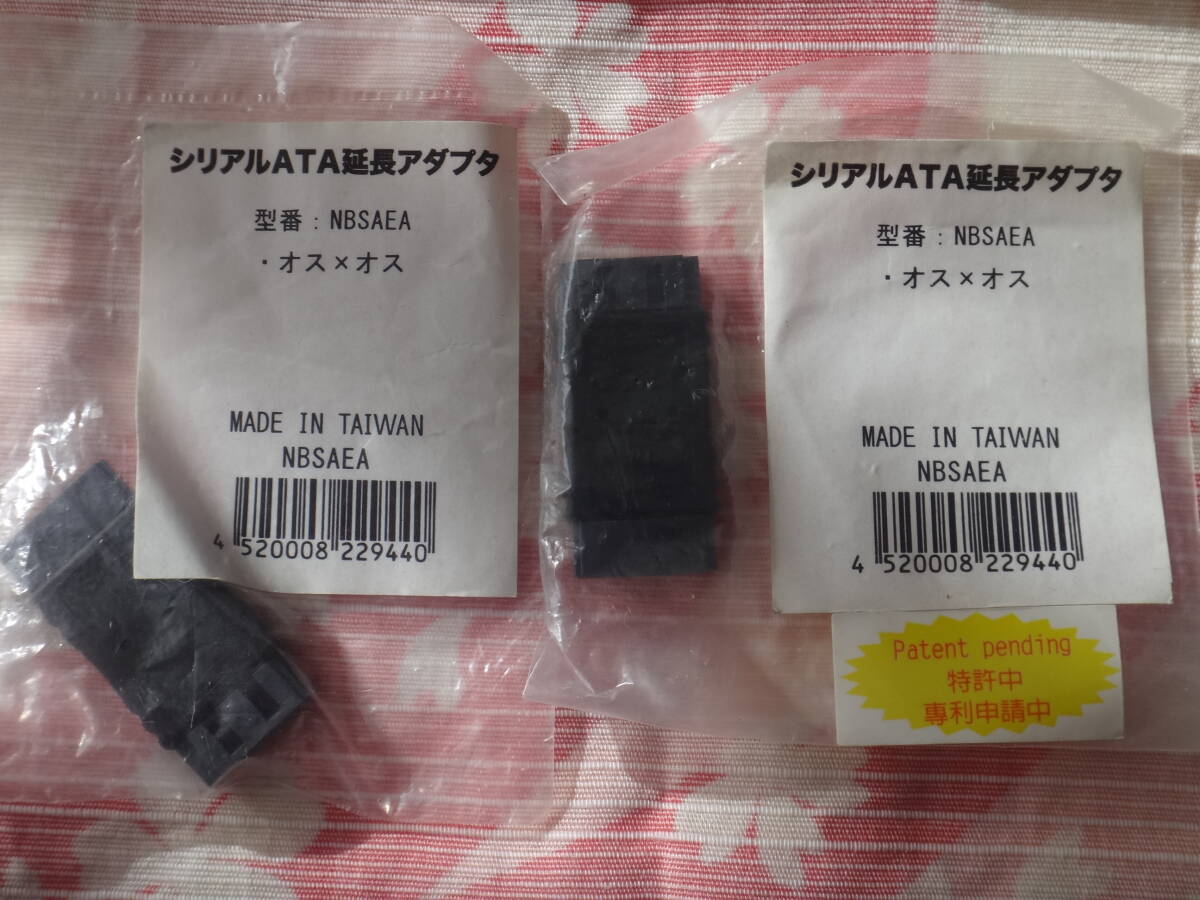 シリアルATA延長アダプタ
型番：NBSAEA
・オス×オス
MADE IN TAIWAN
NBSAEA
4 520008 229440
シリアルATA延長アダプタ
型番：NBSAEA
・オス×オス
MADE IN TAIWAN
NBSAEA
4 520008 229440
Patent pending
特許中
專利申請中